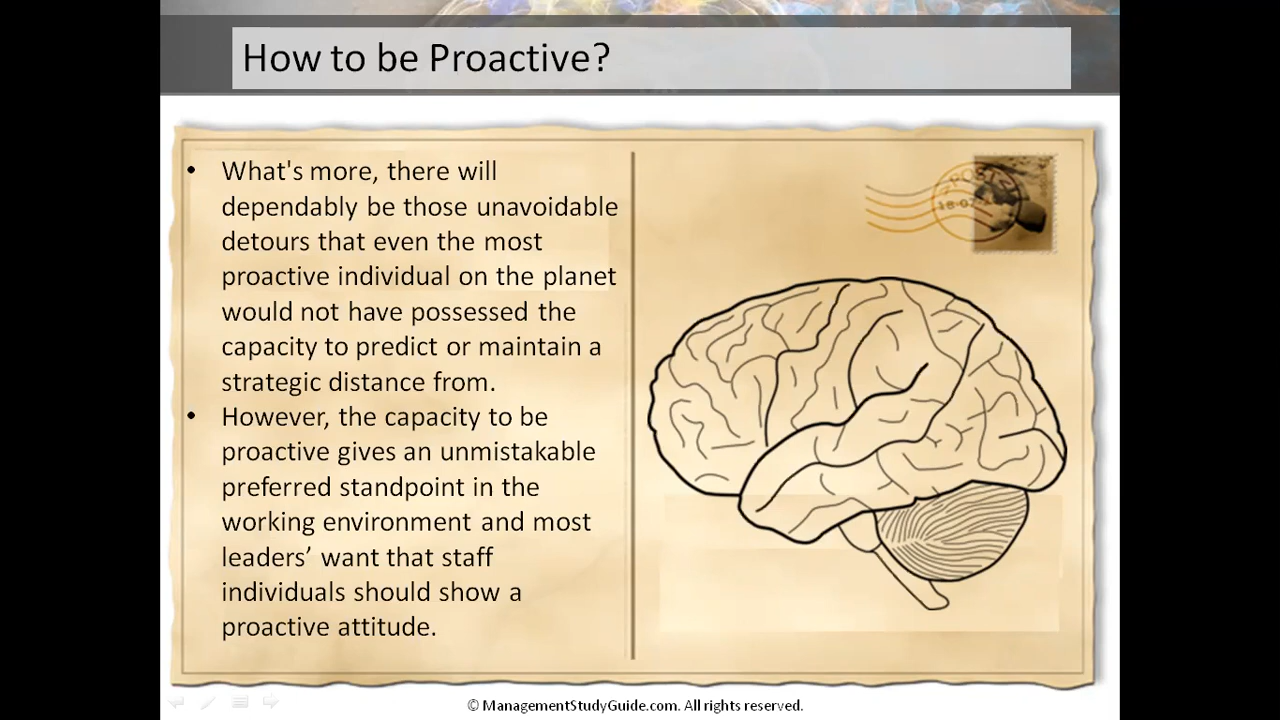 How to be Proactive?
• What's more, there will
dependably be those unavoidable
detours that even the most
proactive individual on the planet
would not have possessed the
capacity to predict or maintain a
strategic distance from.
• However, the capacity to be
proactive gives an unmistakable
preferred standpoint in the
working environment and most
leaders’ want that staff
individuals should show a
proactive attitude.
© ManagementStudyGuide.com. All rights reserved.